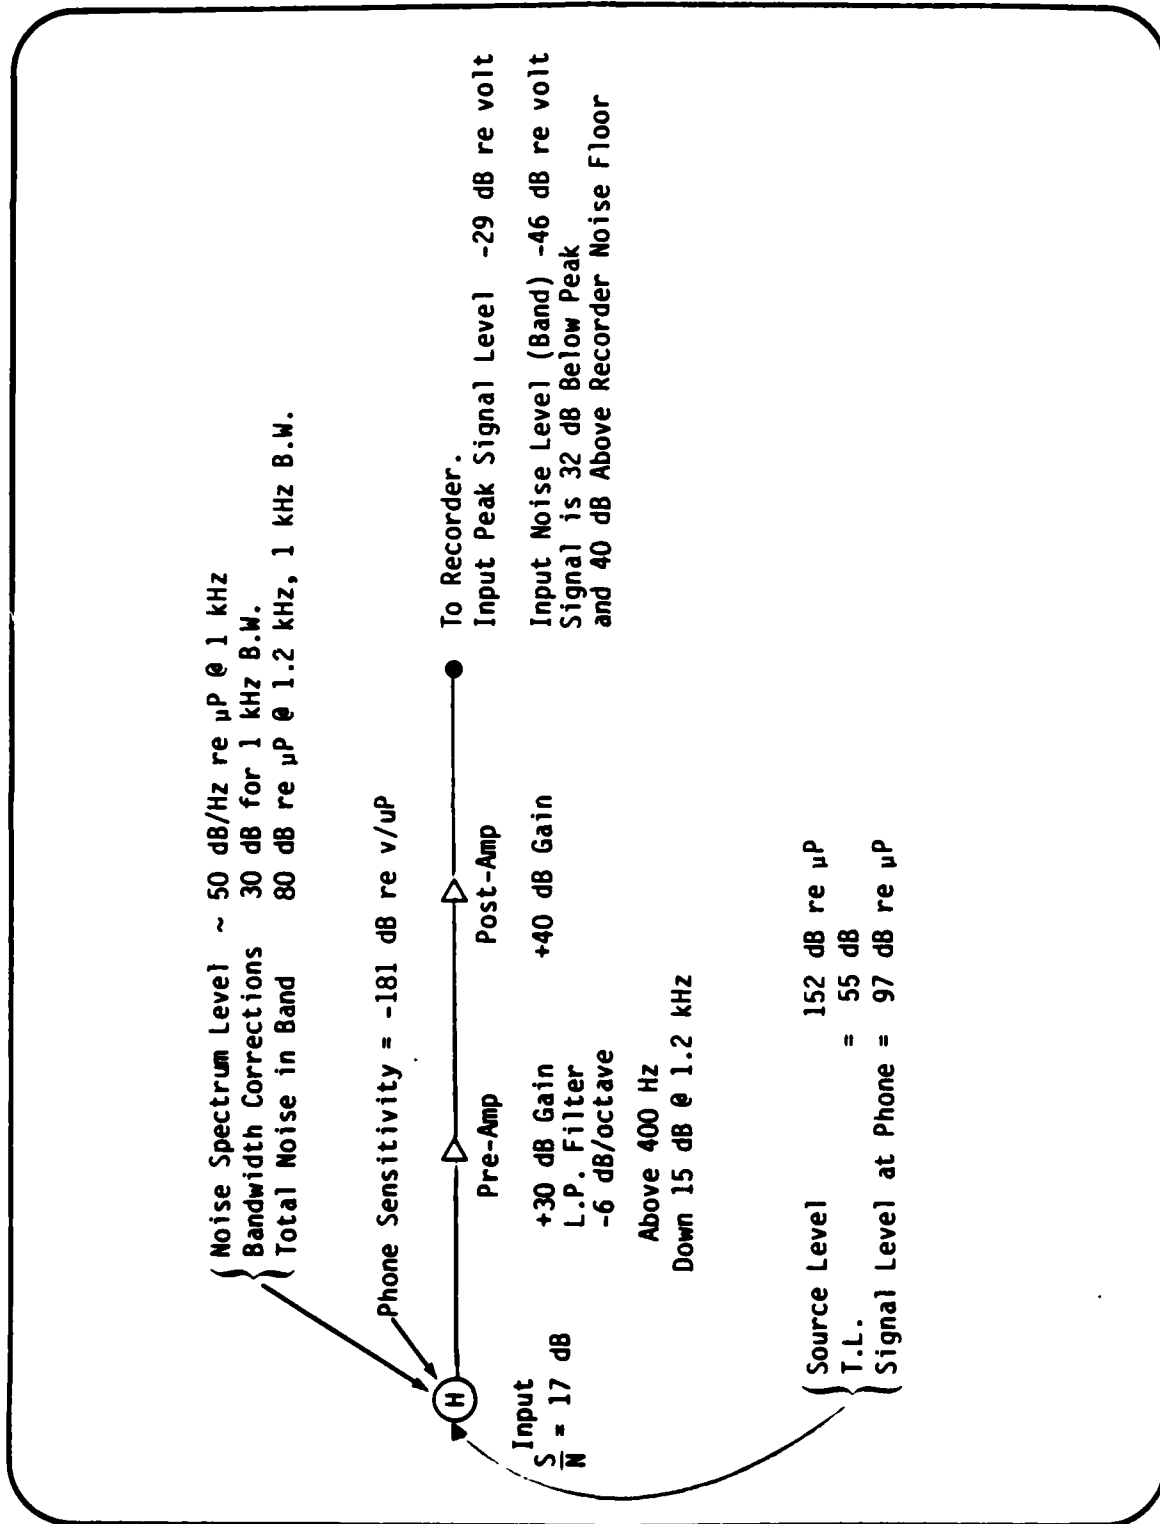 Noise Spectrum Level ~ 50 dB/Hz re µP @ 1 kHz
Bandwidth Corrections 30 dB for 1 kHz B.W.
Total Noise in Band 80 dB re µP @ 1.2 kHz, 1 kHz B.W.
Phone Sensitivity = -181 dB re v/uP
H
Input
S/N = 17 dB
Pre-Amp
+30 dB Gain
L.P. Filter
-6 dB/octave
Above 400 Hz
Down 15 dB @ 1.2 kHz
Post-Amp
+40 dB Gain
To Recorder.
Input Peak Signal Level -29 dB re volt
Input Noise Level (Band) -46 dB re volt
Signal is 32 dB Below Peak
and 40 dB Above Recorder Noise Floor
Source Level 152 dB re µP
T.L. = 55 dB
Signal Level at Phone = 97 dB re µP